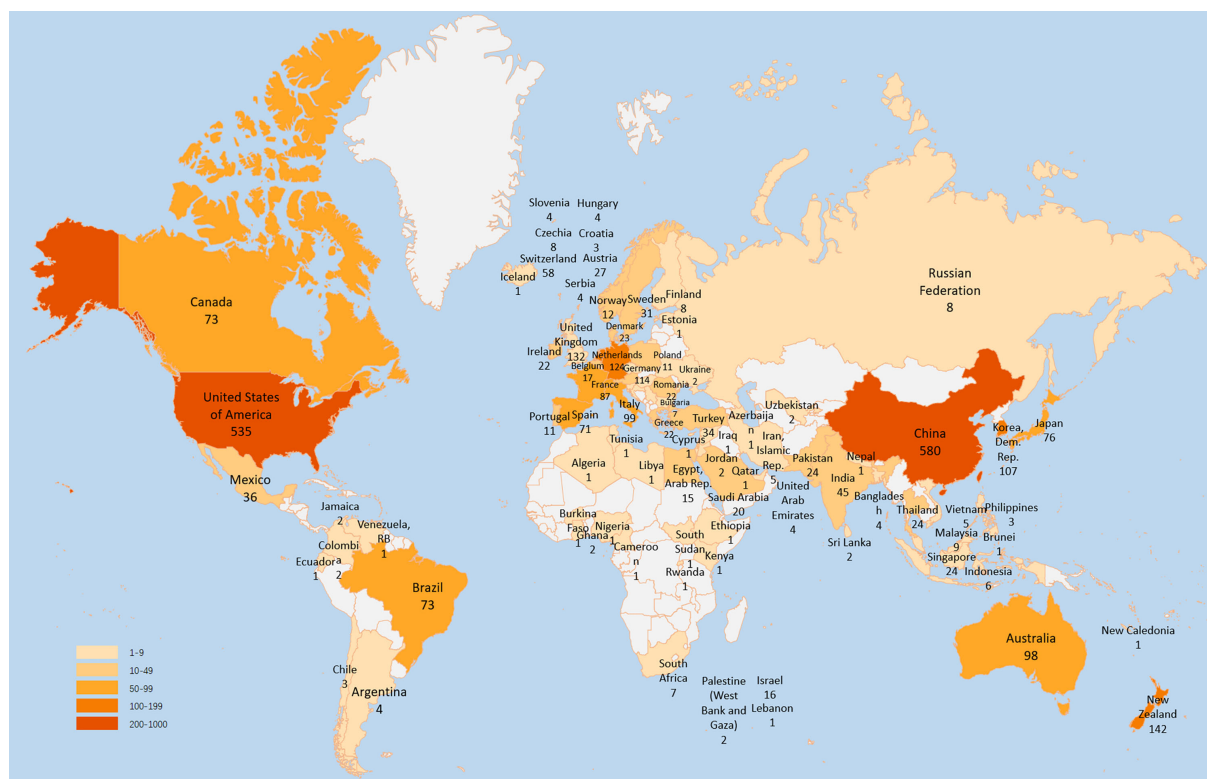 Slovenia
4
Hungary
4
Czechia
8
Croatia
3
Switzerland
58
Austria
27
Iceland
1
Serbia
4
Russian
Federation
8
Canada
73
Norway
12
Sweden
31
Finland
8
Estonia
1
Denmark
23
United
Kingdom
132
Ireland
22
Netherlands
124
Belgium
17
Germany
114
Poland
11
Ukraine
2
France
87
Romania
22
Bulgaria
7
Italy
99
Greece
22
Portugal
11
Spain
71
Turkey
34
Azerbaija
n
1
Uzbekistan
2
United States
of America
535
China
580
Korea,
Dem.
Rep.
107
Japan
76
Tunisia
1
Cyprus
1
Iraq
1
Iran,
Islamic
Rep.
5
Algeria
1
Libya
1
Egypt,
Arab Rep.
15
Jordan
2
Qatar
1
Saudi Arabia
20
Pakistan
24
Nepal
1
India
45
United
Arab
Emirates
4
Banglades
h
4
Mexico
36
Jamaica
2
Venezuela,
RB
1
Colombi
a
2
Ecuador
1
Burkina
Faso
1
Ghana
2
Nigeria
1
Cameroo
n
1
South
Sudan
1
Ethiopia
1
Kenya
1
Rwanda
1
Sri Lanka
2
Thailand
24
Vietnam
5
Philippines
3
Malaysia
9
Brunei
1
Singapore
24
Indonesia
6
Brazil
73
Australia
98
New Caledonia
1
New
Zealand
142
Chile
3
Argentina
4
South
Africa
7
Palestine
(West
Bank and
Gaza)
2
Israel
16
Lebanon
1
1-9
10-49
50-99
100-199
200-1000